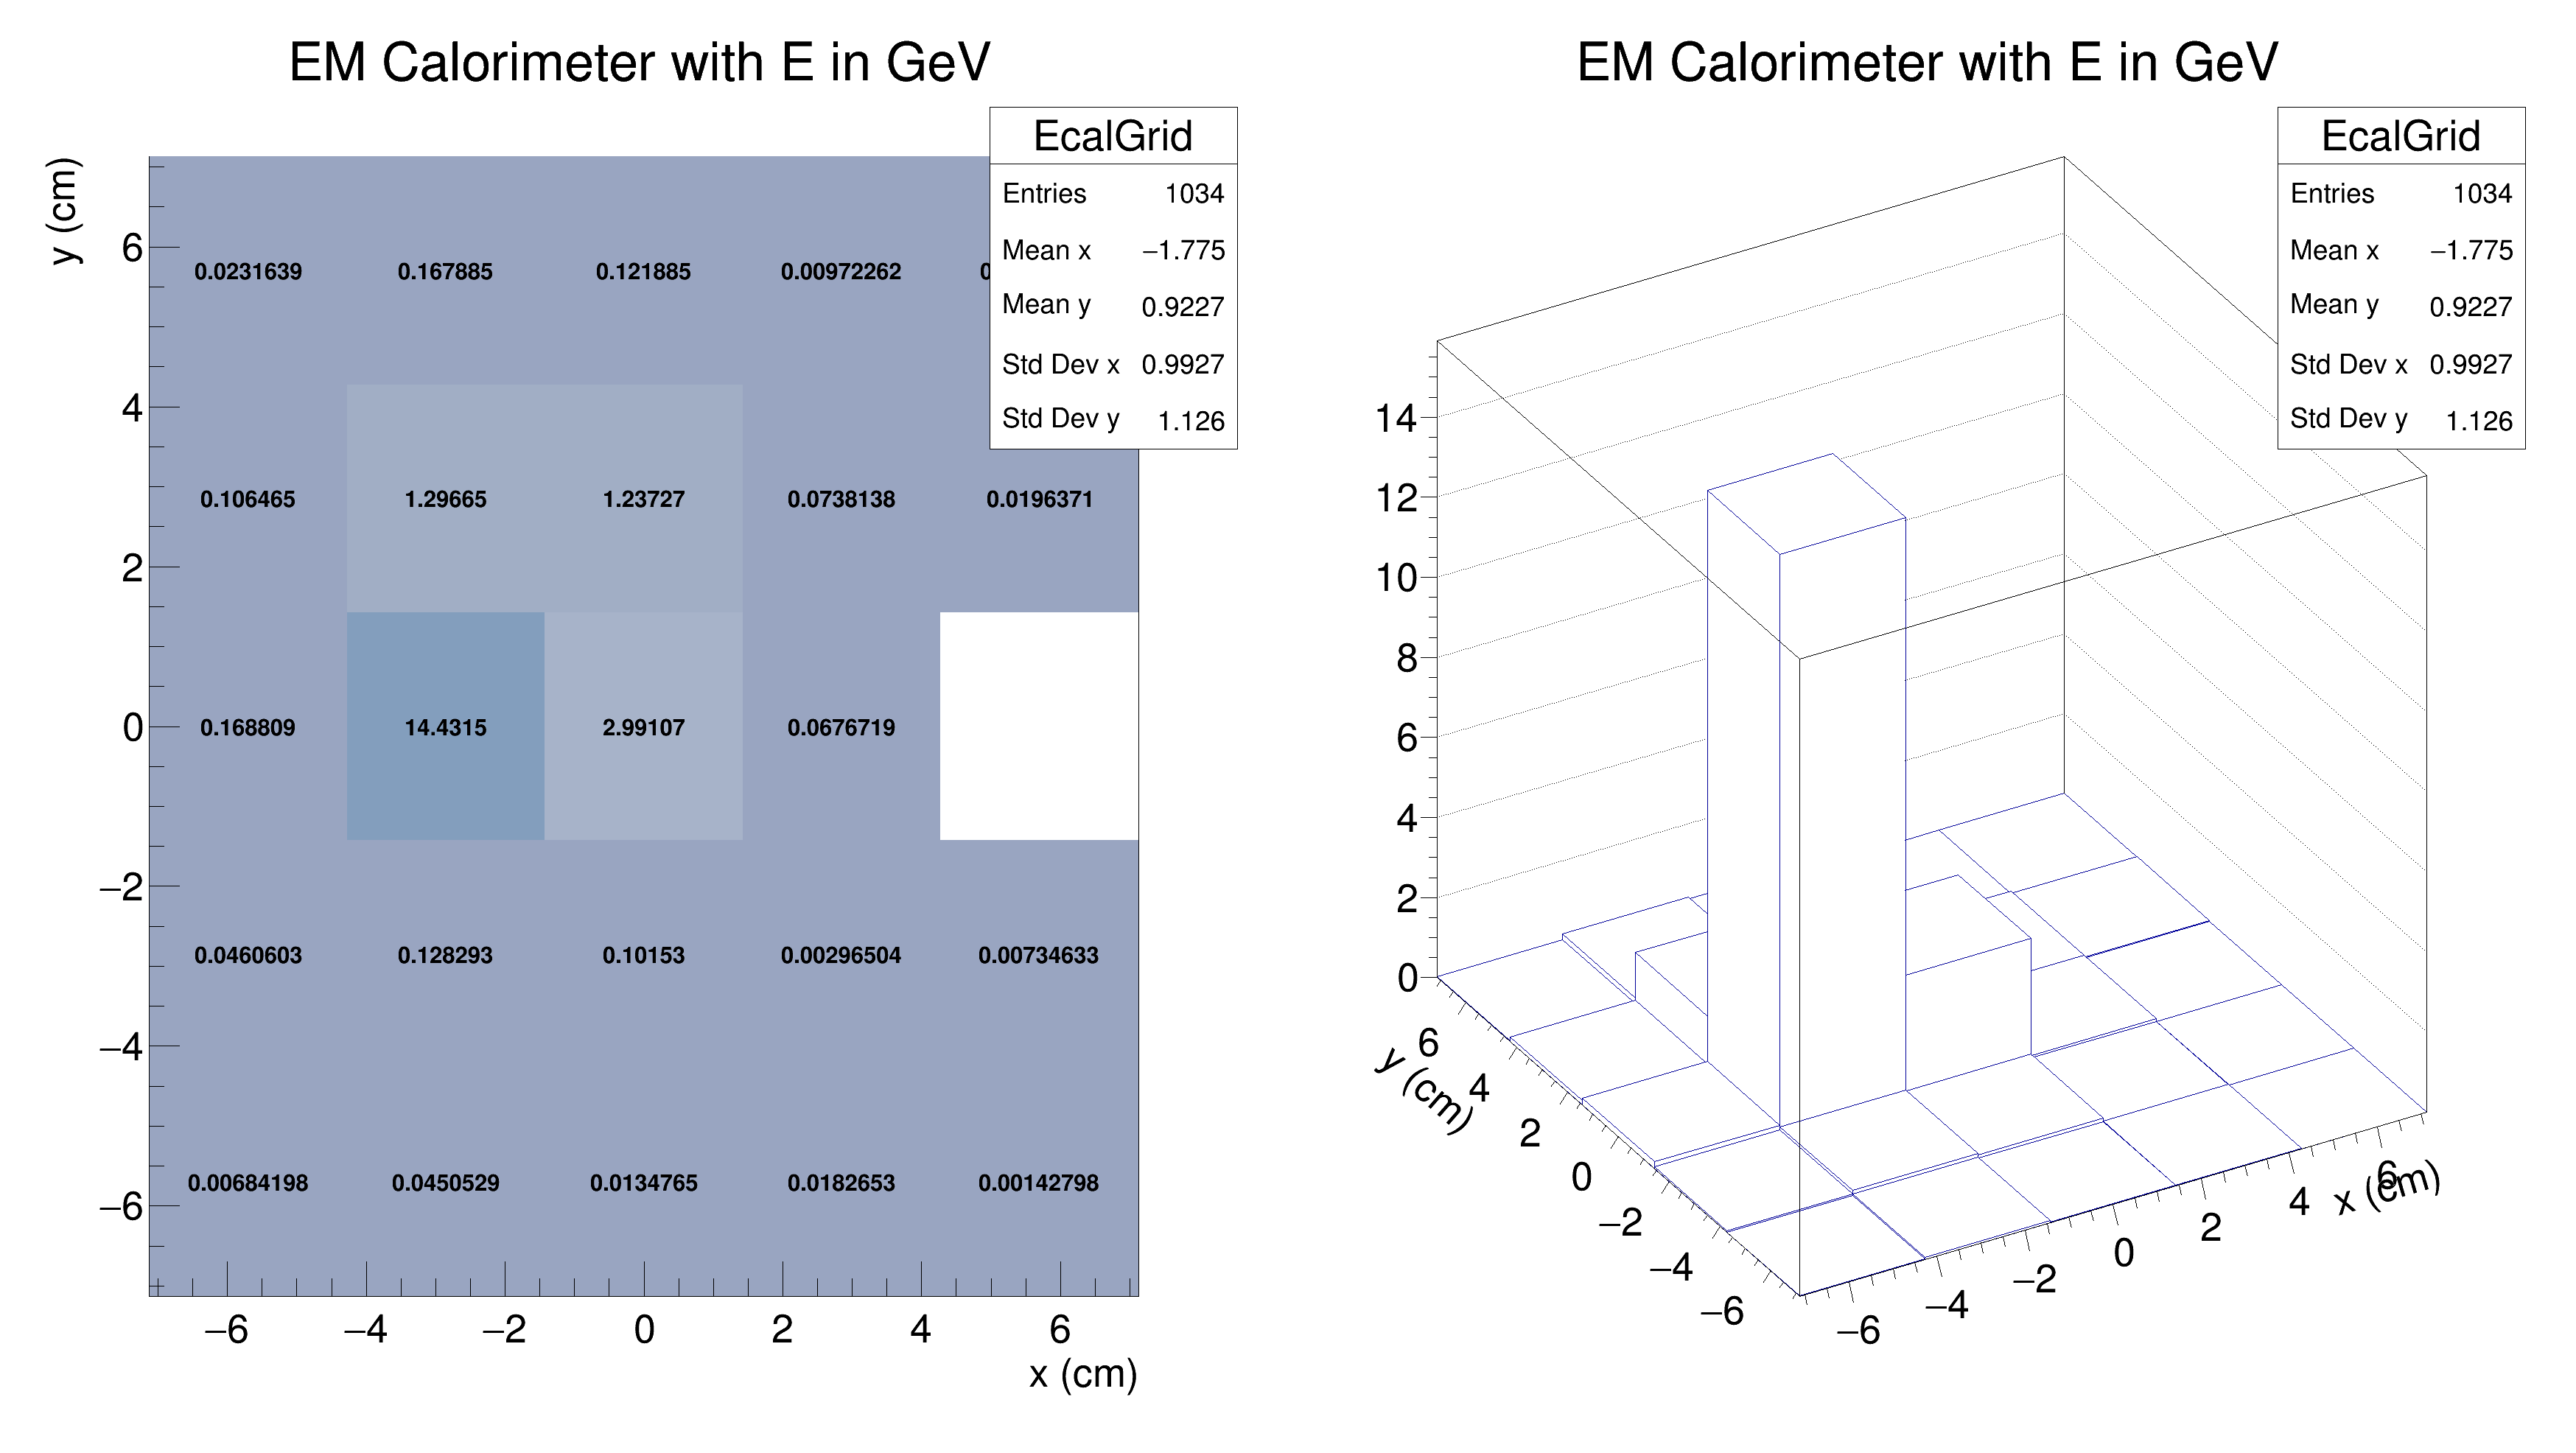 EM Calorimeter with E in GeV
EcalGrid
Entries 1034
Mean x −1.775
Mean y 0.9227
Std Dev x 0.9927
Std Dev y 1.126
y (cm)
6
4
2
0
−2
−4
−6
0.0231639 0.167885 0.121885 0.00972262
0.106465 1.29665 1.23727 0.0738138 0.0196371
0.168809 14.4315 2.99107 0.0676719
0.0460603 0.128293 0.10153 0.00296504 0.00734633
0.00684198 0.0450529 0.0134765 0.0182653 0.00142798
−6 −4 −2 0 2 4 6
x (cm)
EM Calorimeter with E in GeV
EcalGrid
Entries 1034
Mean x −1.775
Mean y 0.9227
Std Dev x 0.9927
Std Dev y 1.126
14
12
10
8
6
4
2
0
y (cm)
6
4
2
0
−2
−4
−6
−6
−4
−2
0
2
4
6
x (cm)